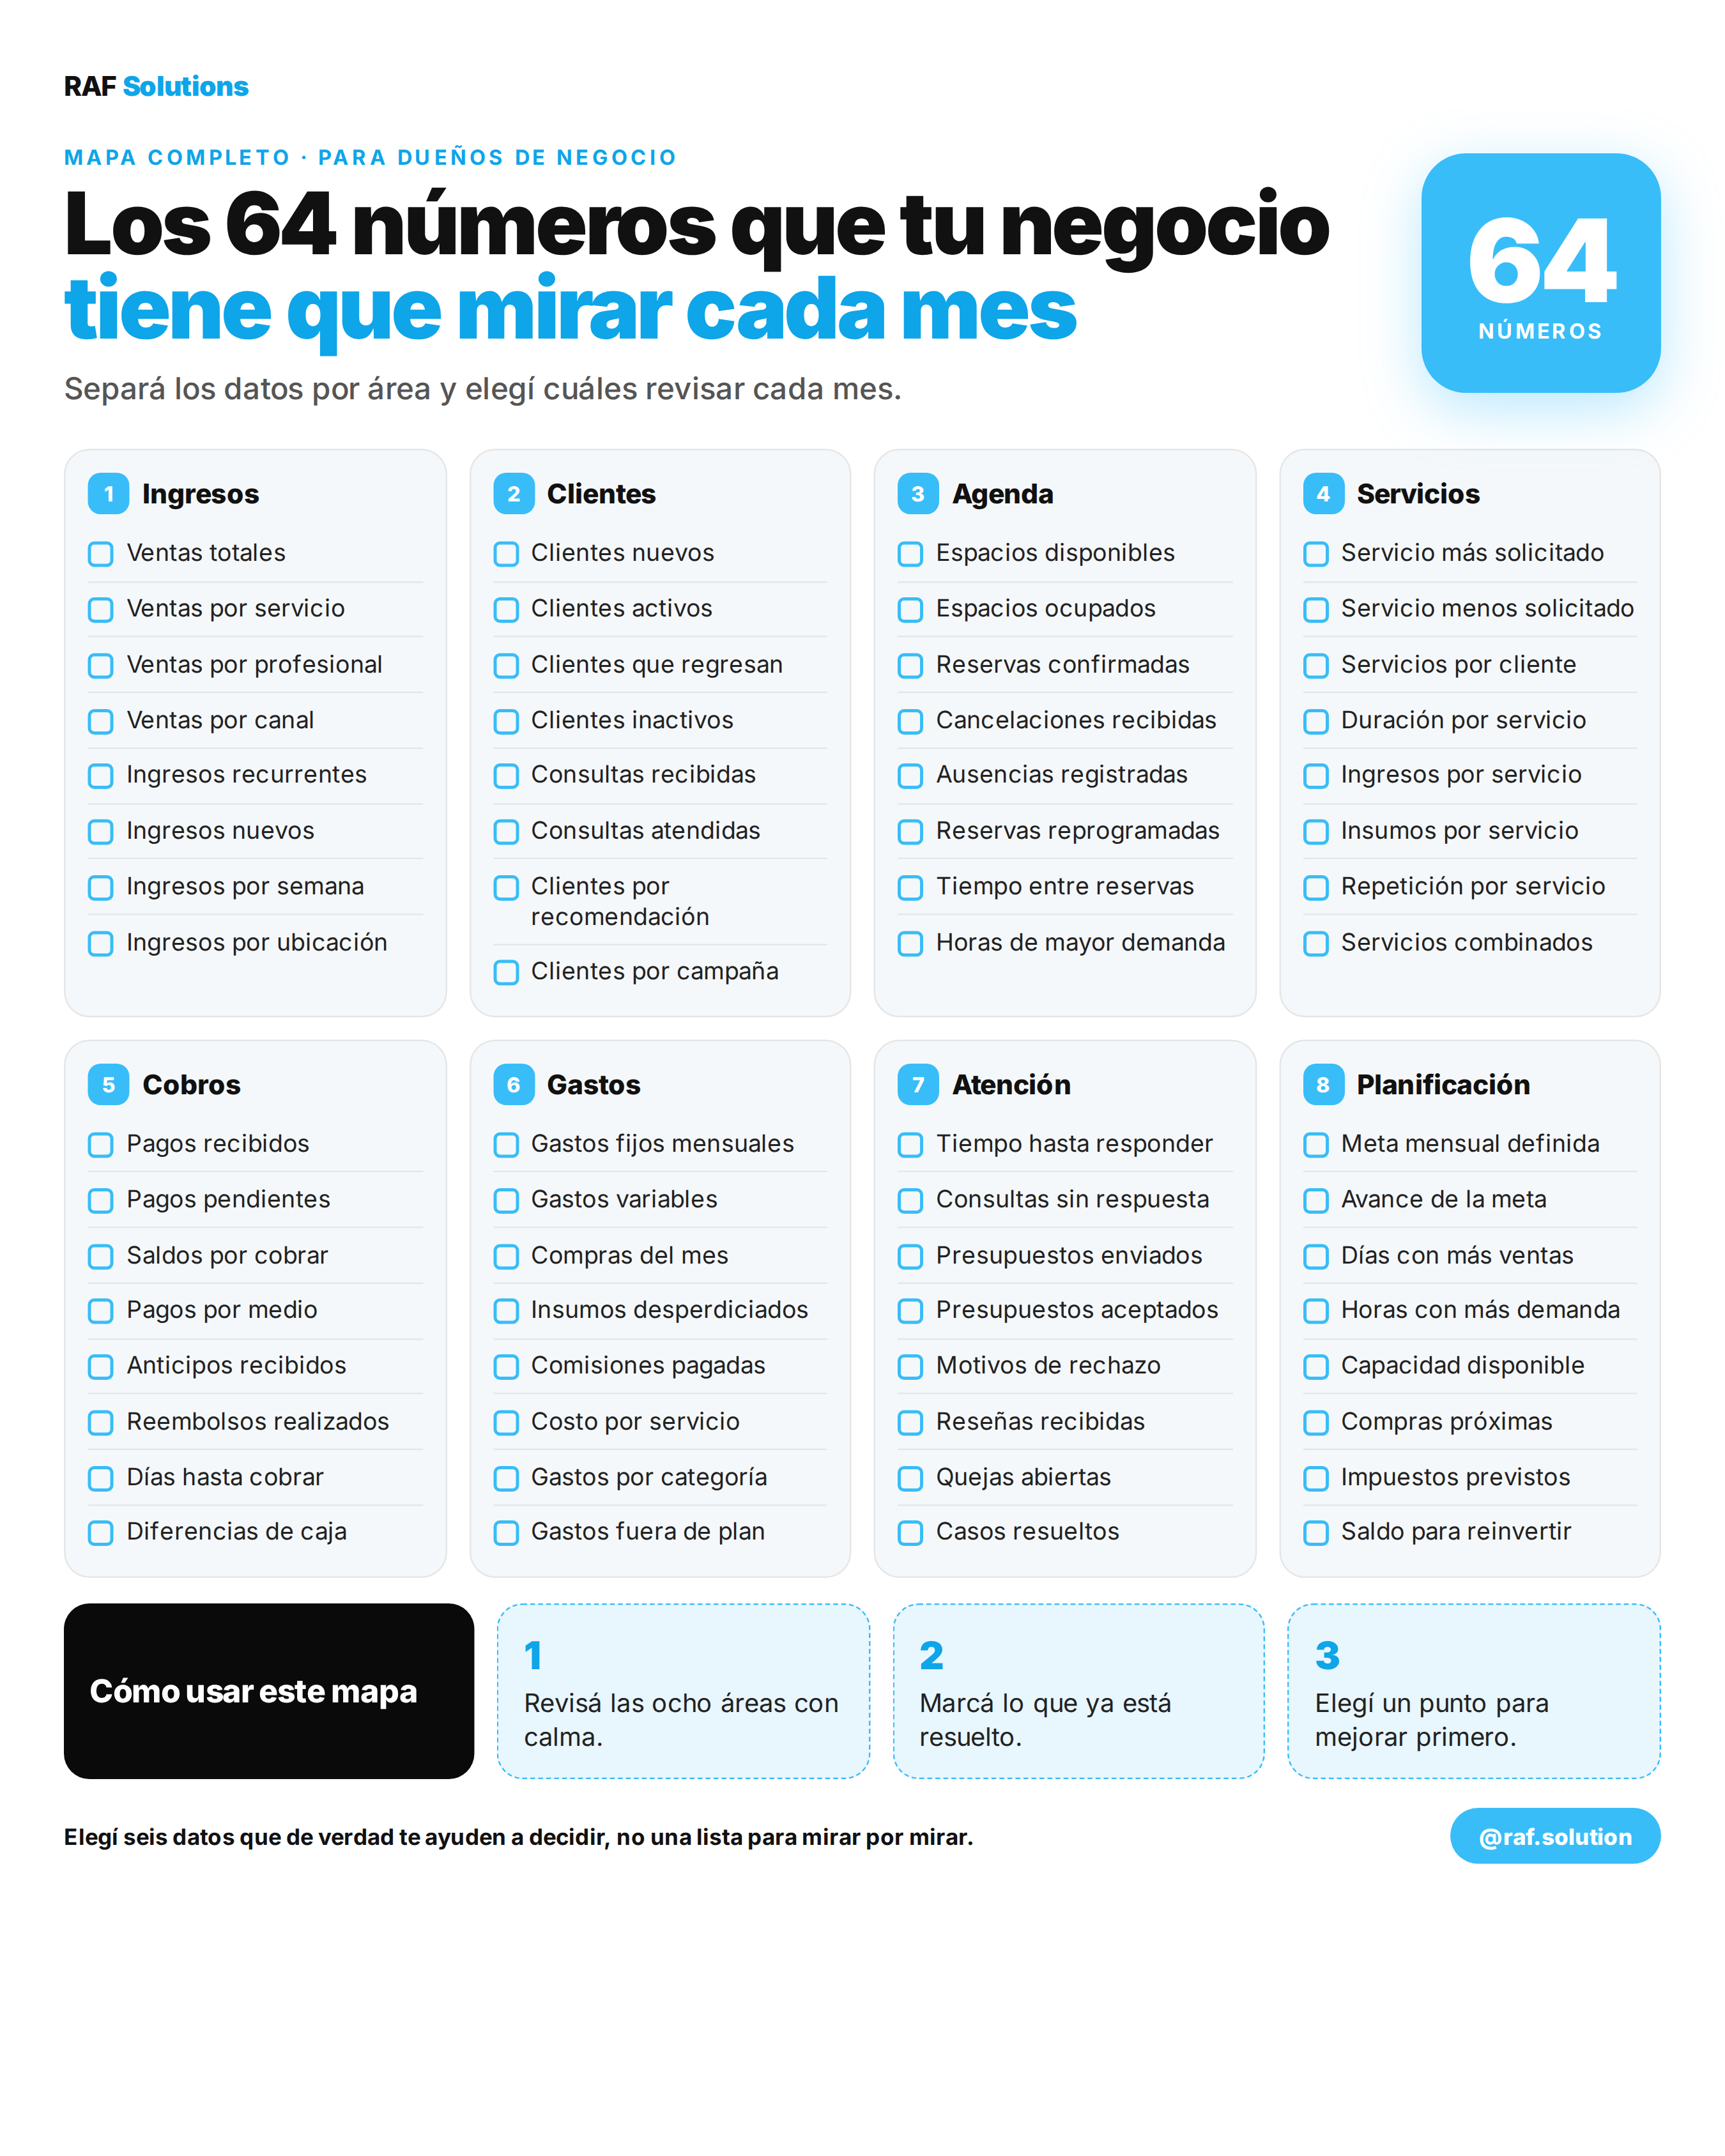 RAF Solutions
MAPA COMPLETO · PARA DUEÑOS DE NEGOCIO
Los 64 números que tu negocio
tiene que mirar cada mes
Separá los datos por área y elegí cuáles revisar cada mes.
64
NÚMEROS
1 Ingresos
Ventas totales
Ventas por servicio
Ventas por profesional
Ventas por canal
Ingresos recurrentes
Ingresos nuevos
Ingresos por semana
Ingresos por ubicación
2 Clientes
Clientes nuevos
Clientes activos
Clientes que regresan
Clientes inactivos
Consultas recibidas
Consultas atendidas
Clientes por
recomendación
Clientes por campaña
3 Agenda
Espacios disponibles
Espacios ocupados
Reservas confirmadas
Cancelaciones recibidas
Ausencias registradas
Reservas reprogramadas
Tiempo entre reservas
Horas de mayor demanda
4 Servicios
Servicio más solicitado
Servicio menos solicitado
Servicios por cliente
Duración por servicio
Ingresos por servicio
Insumos por servicio
Repetición por servicio
Servicios combinados
5 Cobros
Pagos recibidos
Pagos pendientes
Saldos por cobrar
Pagos por medio
Anticipos recibidos
Reembolsos realizados
Días hasta cobrar
Diferencias de caja
6 Gastos
Gastos fijos mensuales
Gastos variables
Compras del mes
Insumos desperdiciados
Comisiones pagadas
Costo por servicio
Gastos por categoría
Gastos fuera de plan
7 Atención
Tiempo hasta responder
Consultas sin respuesta
Presupuestos enviados
Presupuestos aceptados
Motivos de rechazo
Reseñas recibidas
Quejas abiertas
Casos resueltos
8 Planificación
Meta mensual definida
Avance de la meta
Días con más ventas
Horas con más demanda
Capacidad disponible
Compras próximas
Impuestos previstos
Saldo para reinvertir
Cómo usar este mapa
1
Revisá las ocho áreas con
calma.
2
Marcá lo que ya está
resuelto.
3
Elegí un punto para
mejorar primero.
Elegí seis datos que de verdad te ayuden a decidir, no una lista para mirar por mirar.
@raf.solution